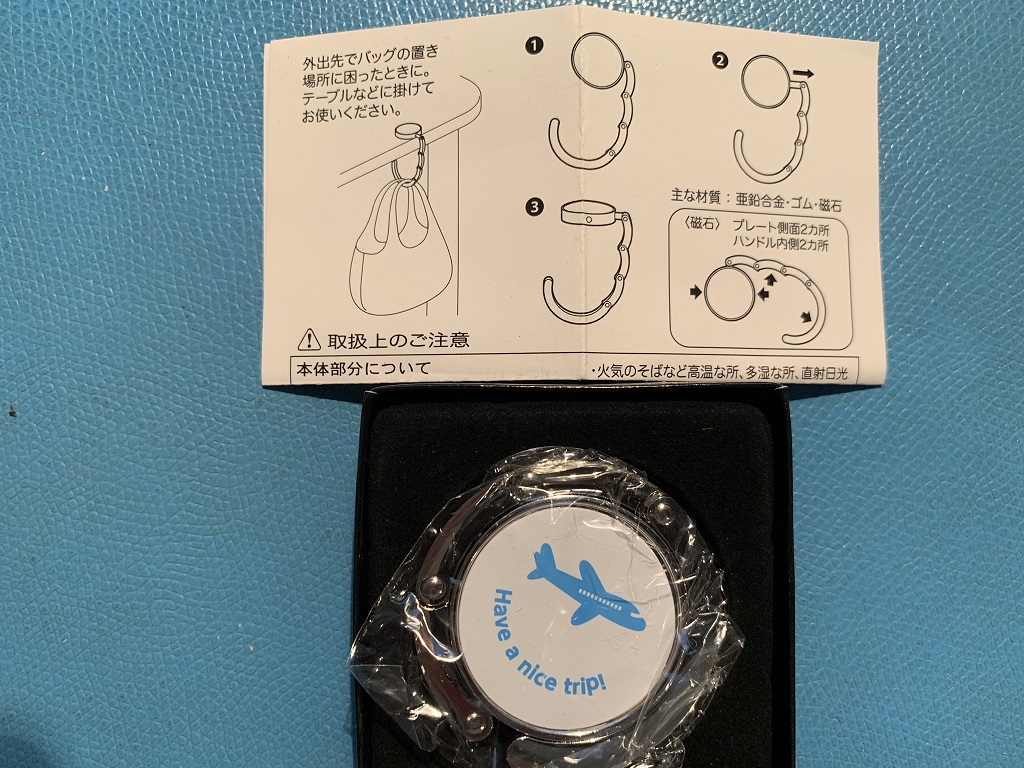 外出先でバッグの置き
場所に困ったときに。
テーブルなどに掛けて
お使いください。
❶
❷
❸
主な材質：亜鉛合金・ゴム・磁石
〈磁石〉 プレート側面2カ所
ハンドル内側2カ所
⚠取扱上のご注意
本体部分について
・火気のそばなど高温な所、多湿な所、直射日光
Have a nice trip!